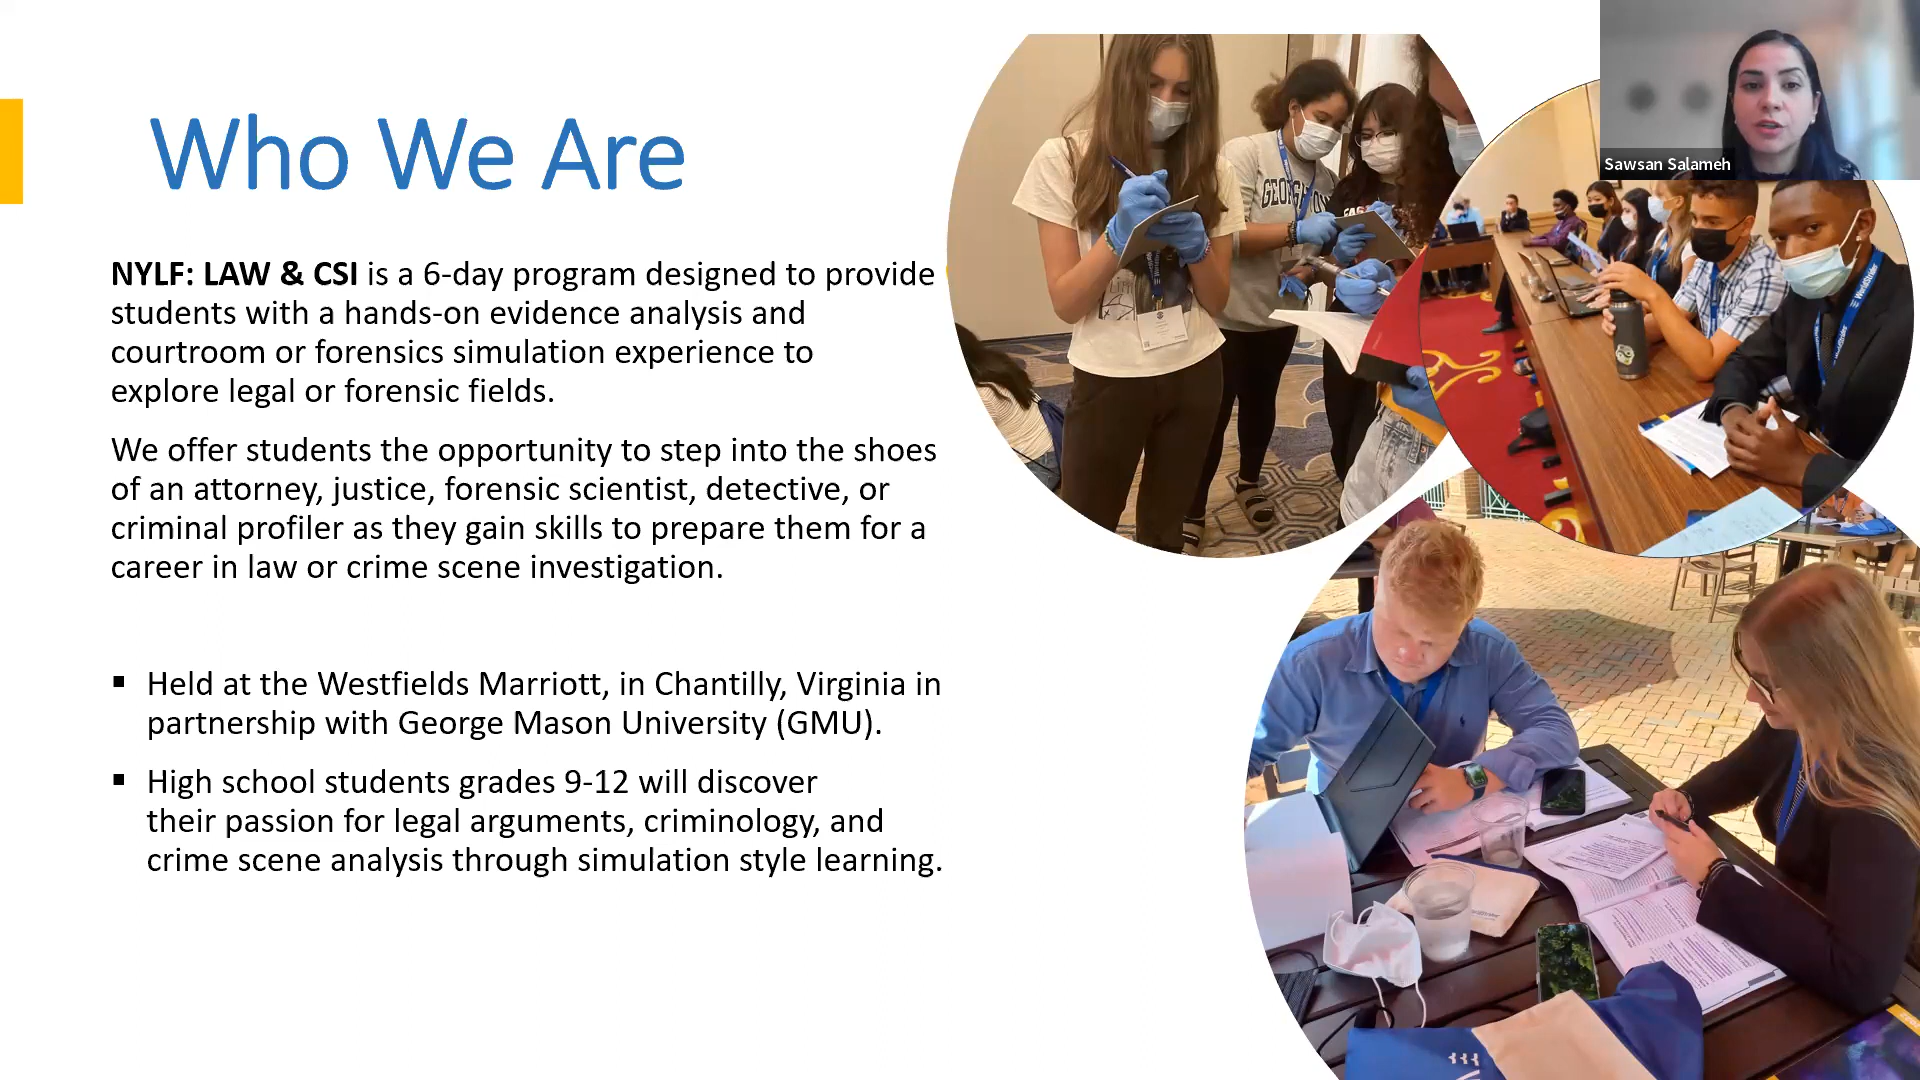 Who We Are
NYLF: LAW & CSI is a 6-day program designed to provide
students with a hands-on evidence analysis and
courtroom or forensics simulation experience to
explore legal or forensic fields.
We offer students the opportunity to step into the shoes
of an attorney, justice, forensic scientist, detective, or
criminal profiler as they gain skills to prepare them for a
career in law or crime scene investigation.
▪ Held at the Westfields Marriott, in Chantilly, Virginia in
partnership with George Mason University (GMU).
▪ High school students grades 9-12 will discover
their passion for legal arguments, criminology, and
crime scene analysis through simulation style learning.
Sawsan Salameh
WorldStrides